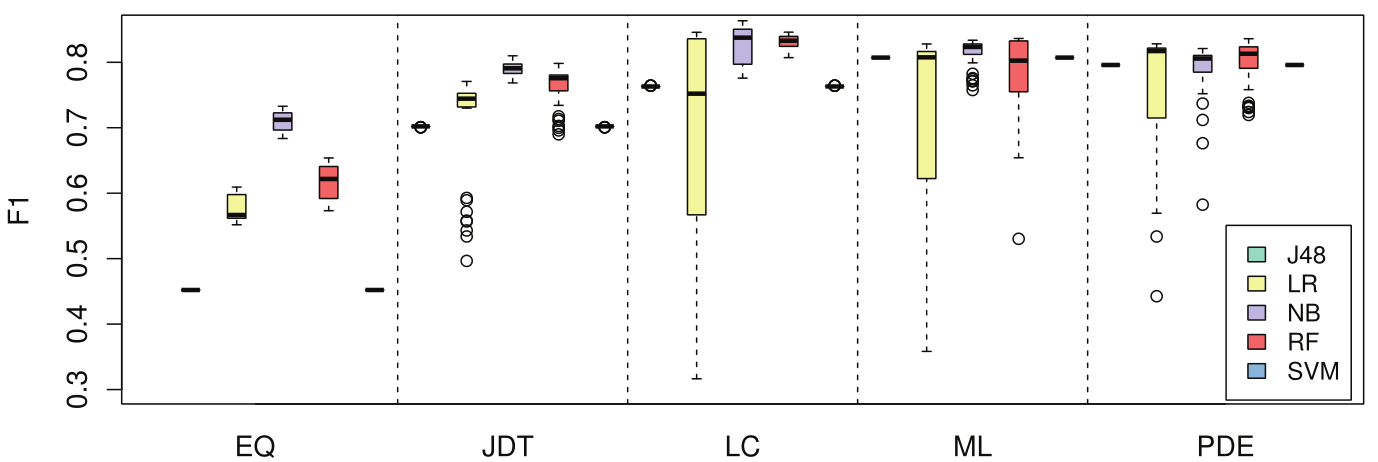 F1
0.8
0.7
0.6
0.5
0.4
0.3
J48
LR
NB
RF
SVM
EQ JDT LC ML PDE